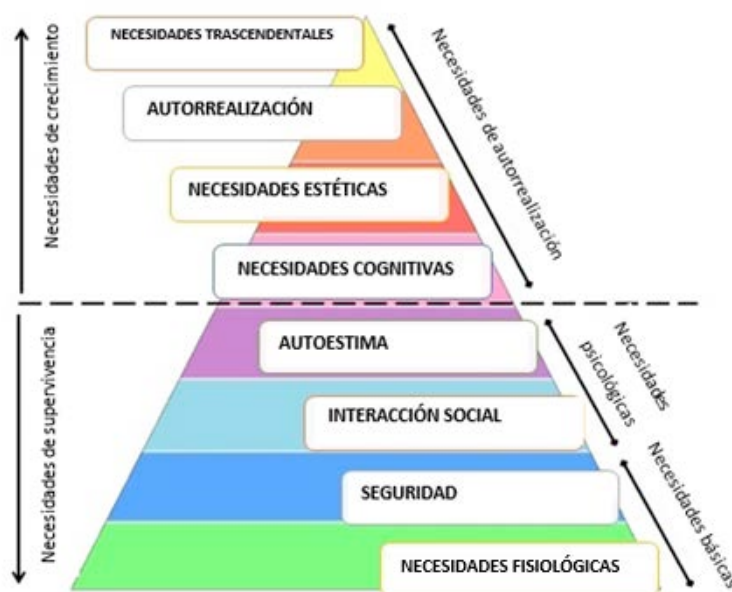 NECESIDADES TRASCENDENTALES
AUTORREALIZACIÓN
NECESIDADES ESTÉTICAS
NECESIDADES COGNITIVAS
AUTOESTIMA
INTERACCIÓN SOCIAL
SEGURIDAD
NECESIDADES FISIOLÓGICAS
Necesidades de crecimiento
Necesidades de supervivencia
Necesidades de autorrealización
Necesidades
psicológicas
Necesidades básicas